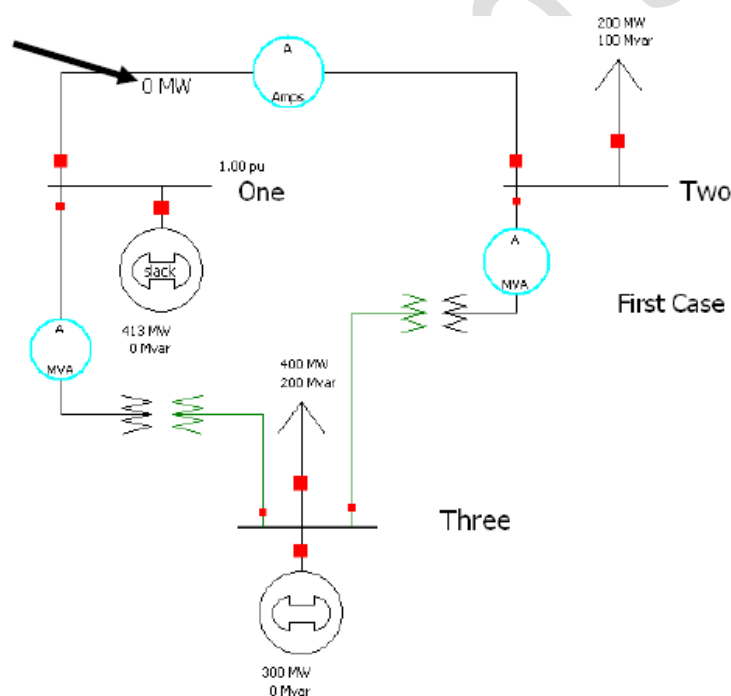 200 MW
100 Mvar
A
0 MW
Amps
1.00 pu
One
Two
A
MVA
slack
First Case
413 MW
0 Mvar
A
MVA
400 MW
200 Mvar
Three
300 MW
0 Mvar